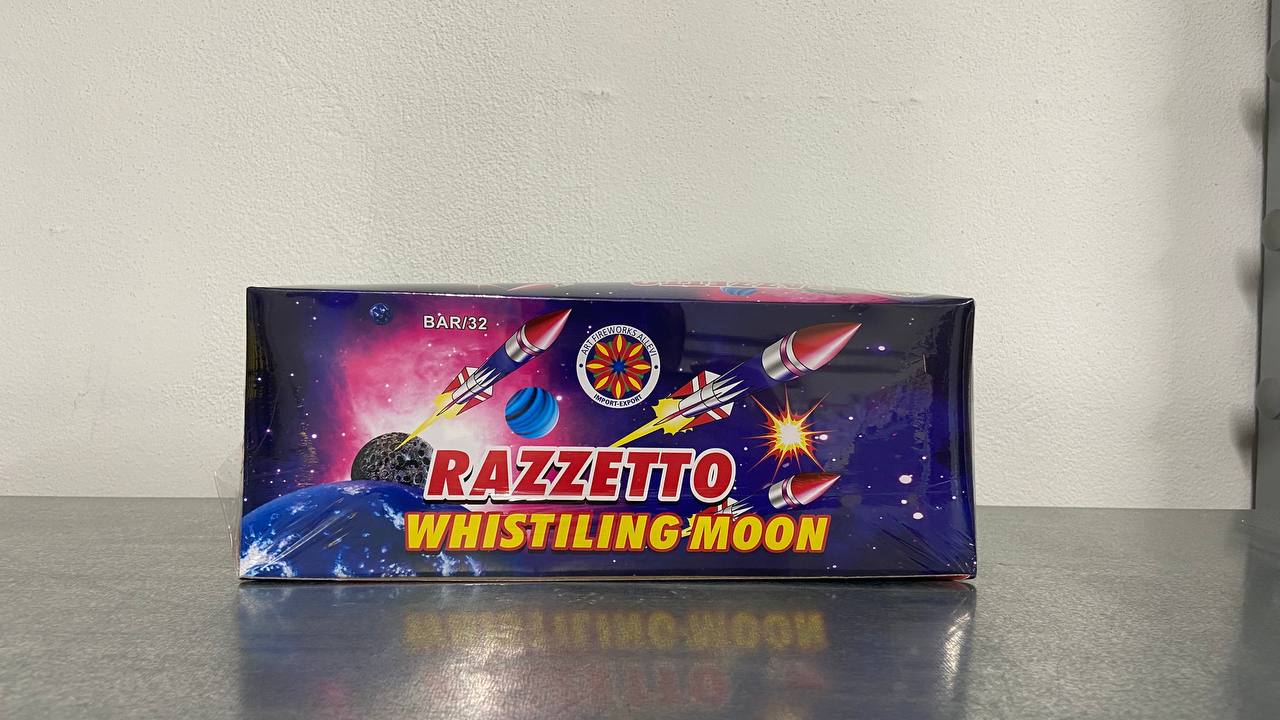 BAR/32
ART FIREWORKS ALLEVI
IMPORT-EXPORT
RAZZETTO
WHISTILING MOON